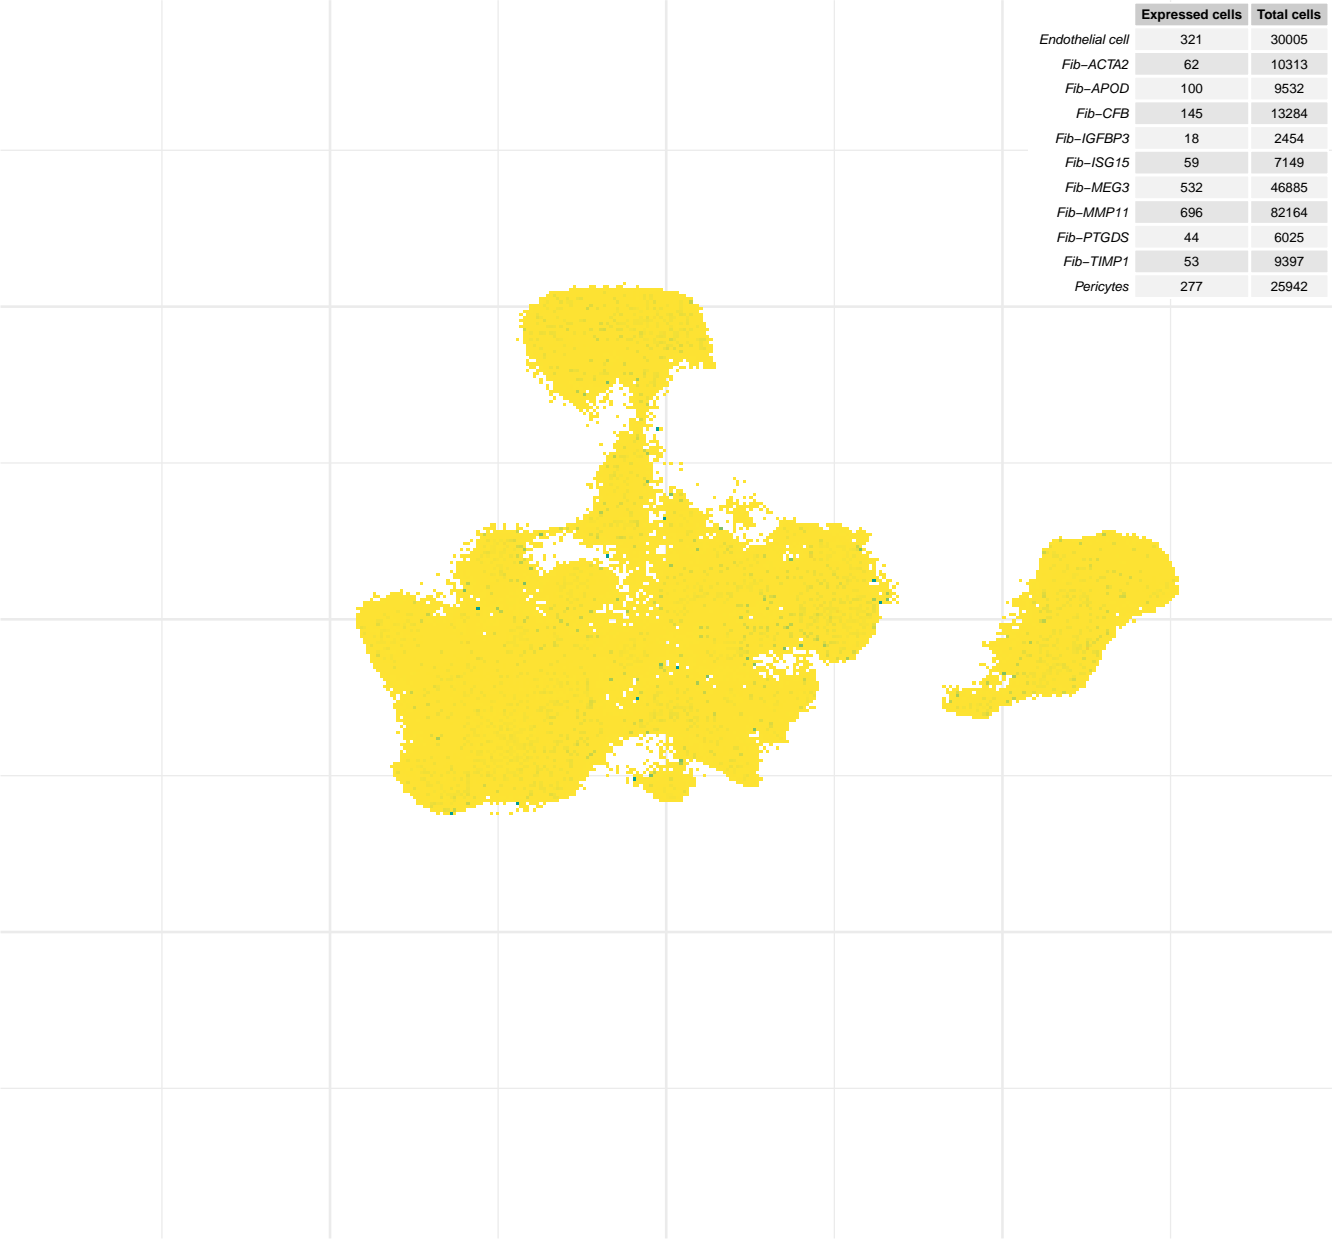 Expressed cells Total cells
Endothelial cell 321 30005
Fib−ACTA2 62 10313
Fib−APOD 100 9532
Fib−CFB 145 13284
Fib−IGFBP3 18 2454
Fib−ISG15 59 7149
Fib−MEG3 532 46885
Fib−MMP11 696 82164
Fib−PTGDS 44 6025
Fib−TIMP1 53 9397
Pericytes 277 25942